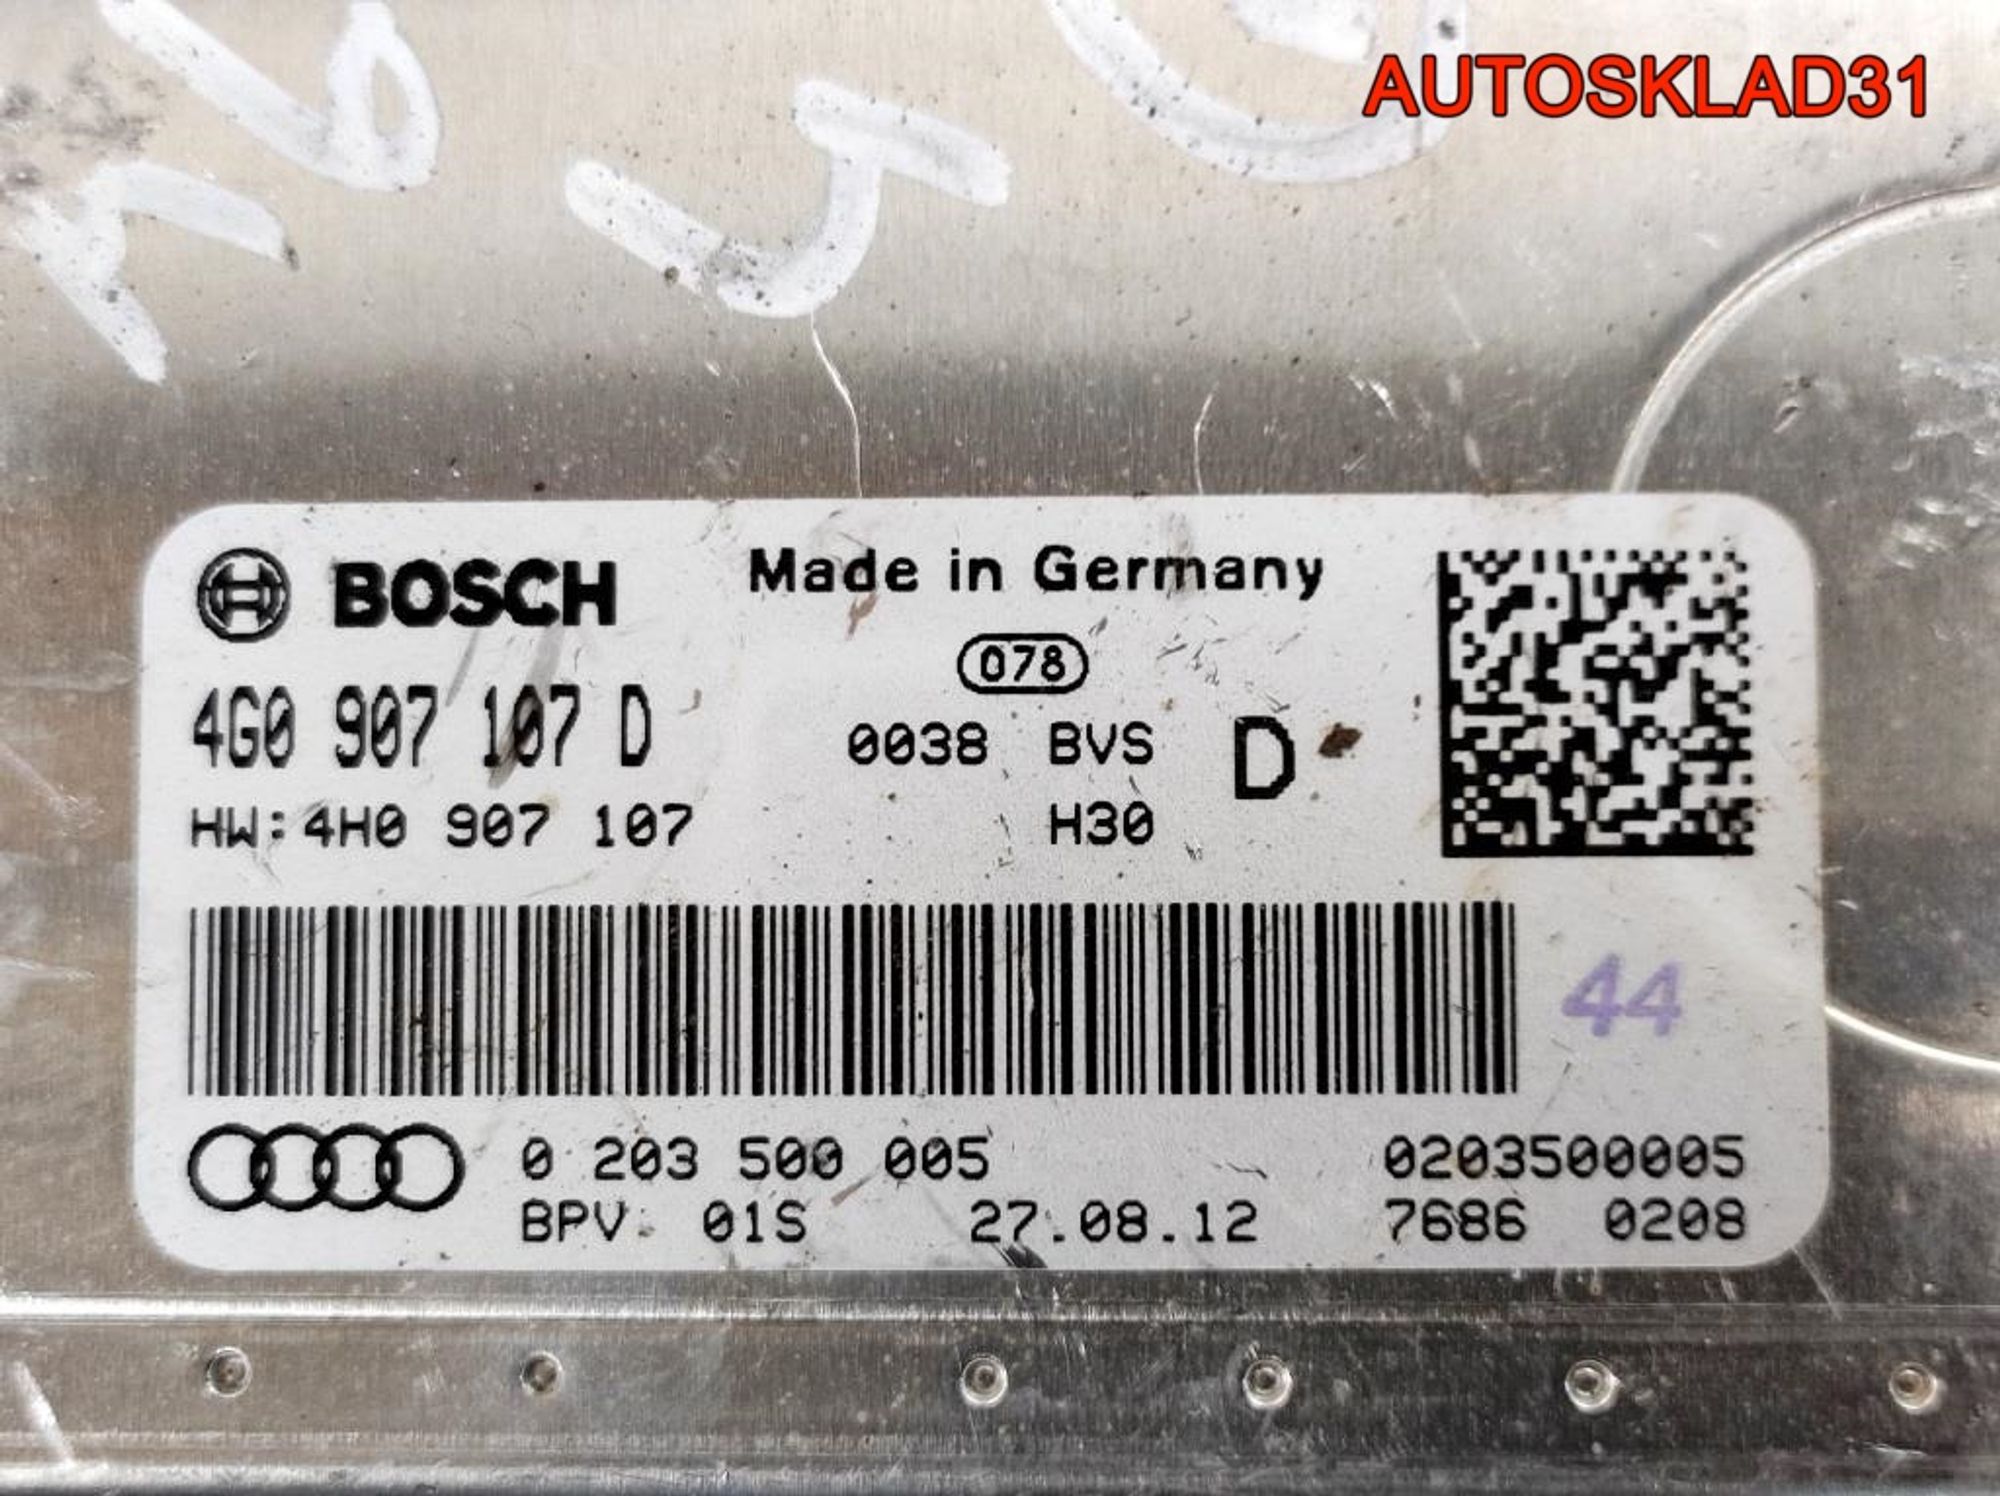 AUTOSKLAD31
BOSCH
Made in Germany
078
4G0 907 107 D
0038 BVS D
HW:4H0 907 107
H30
44
0 203 500 005
0203500005
BPV 01S 27.08.12
7686 0208